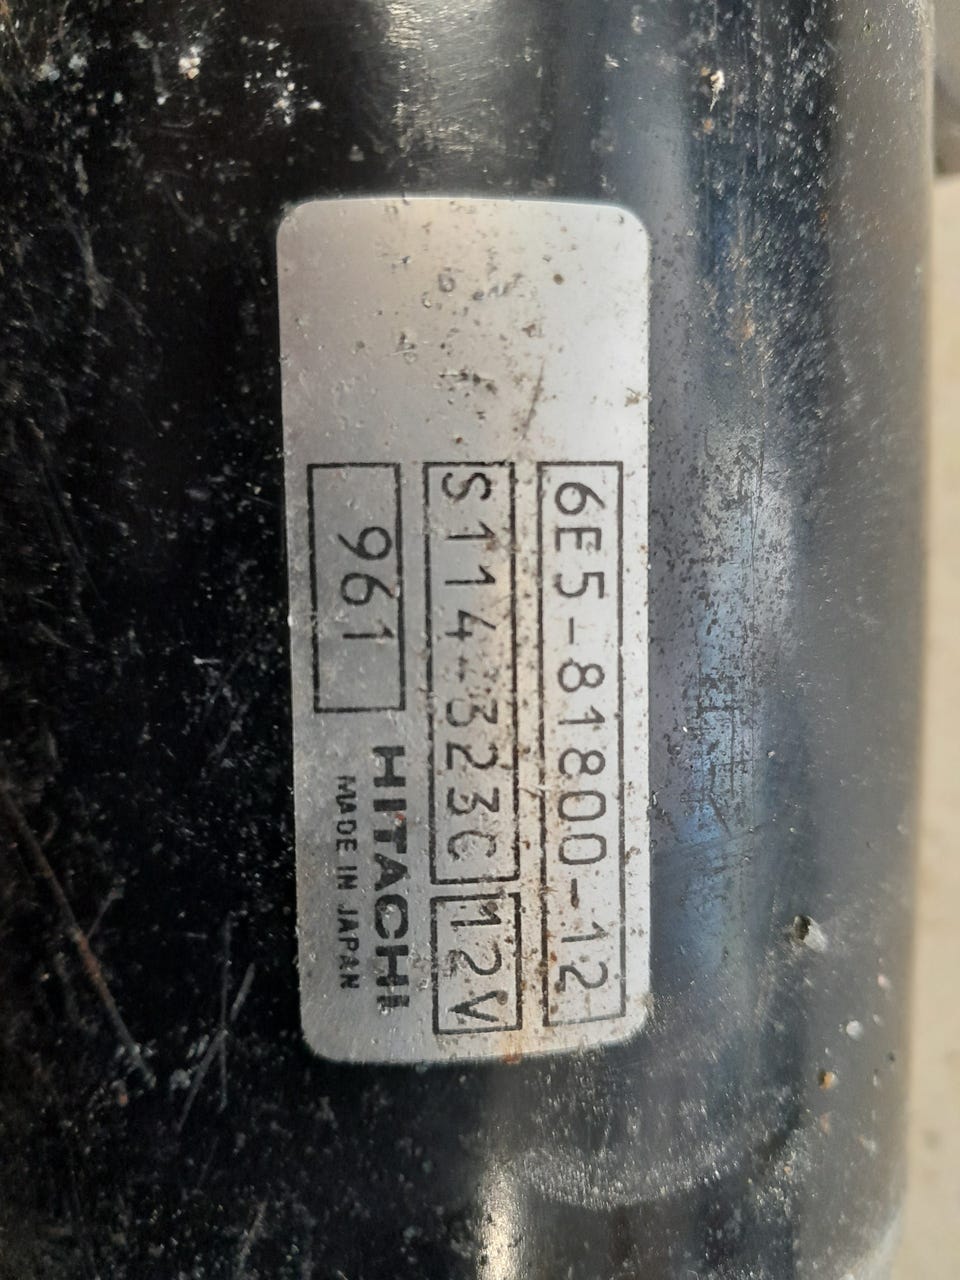 6E5-81800-12
S114-323C 12V
961 HITACHI
MADE IN JAPAN